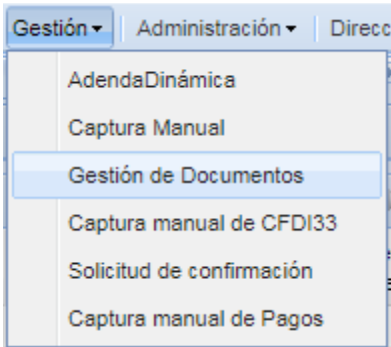 Gestión Administración Direcc
AdendaDinámica
Captura Manual
Gestión de Documentos
Captura manual de CFDI33
Solicitud de confirmación
Captura manual de Pagos